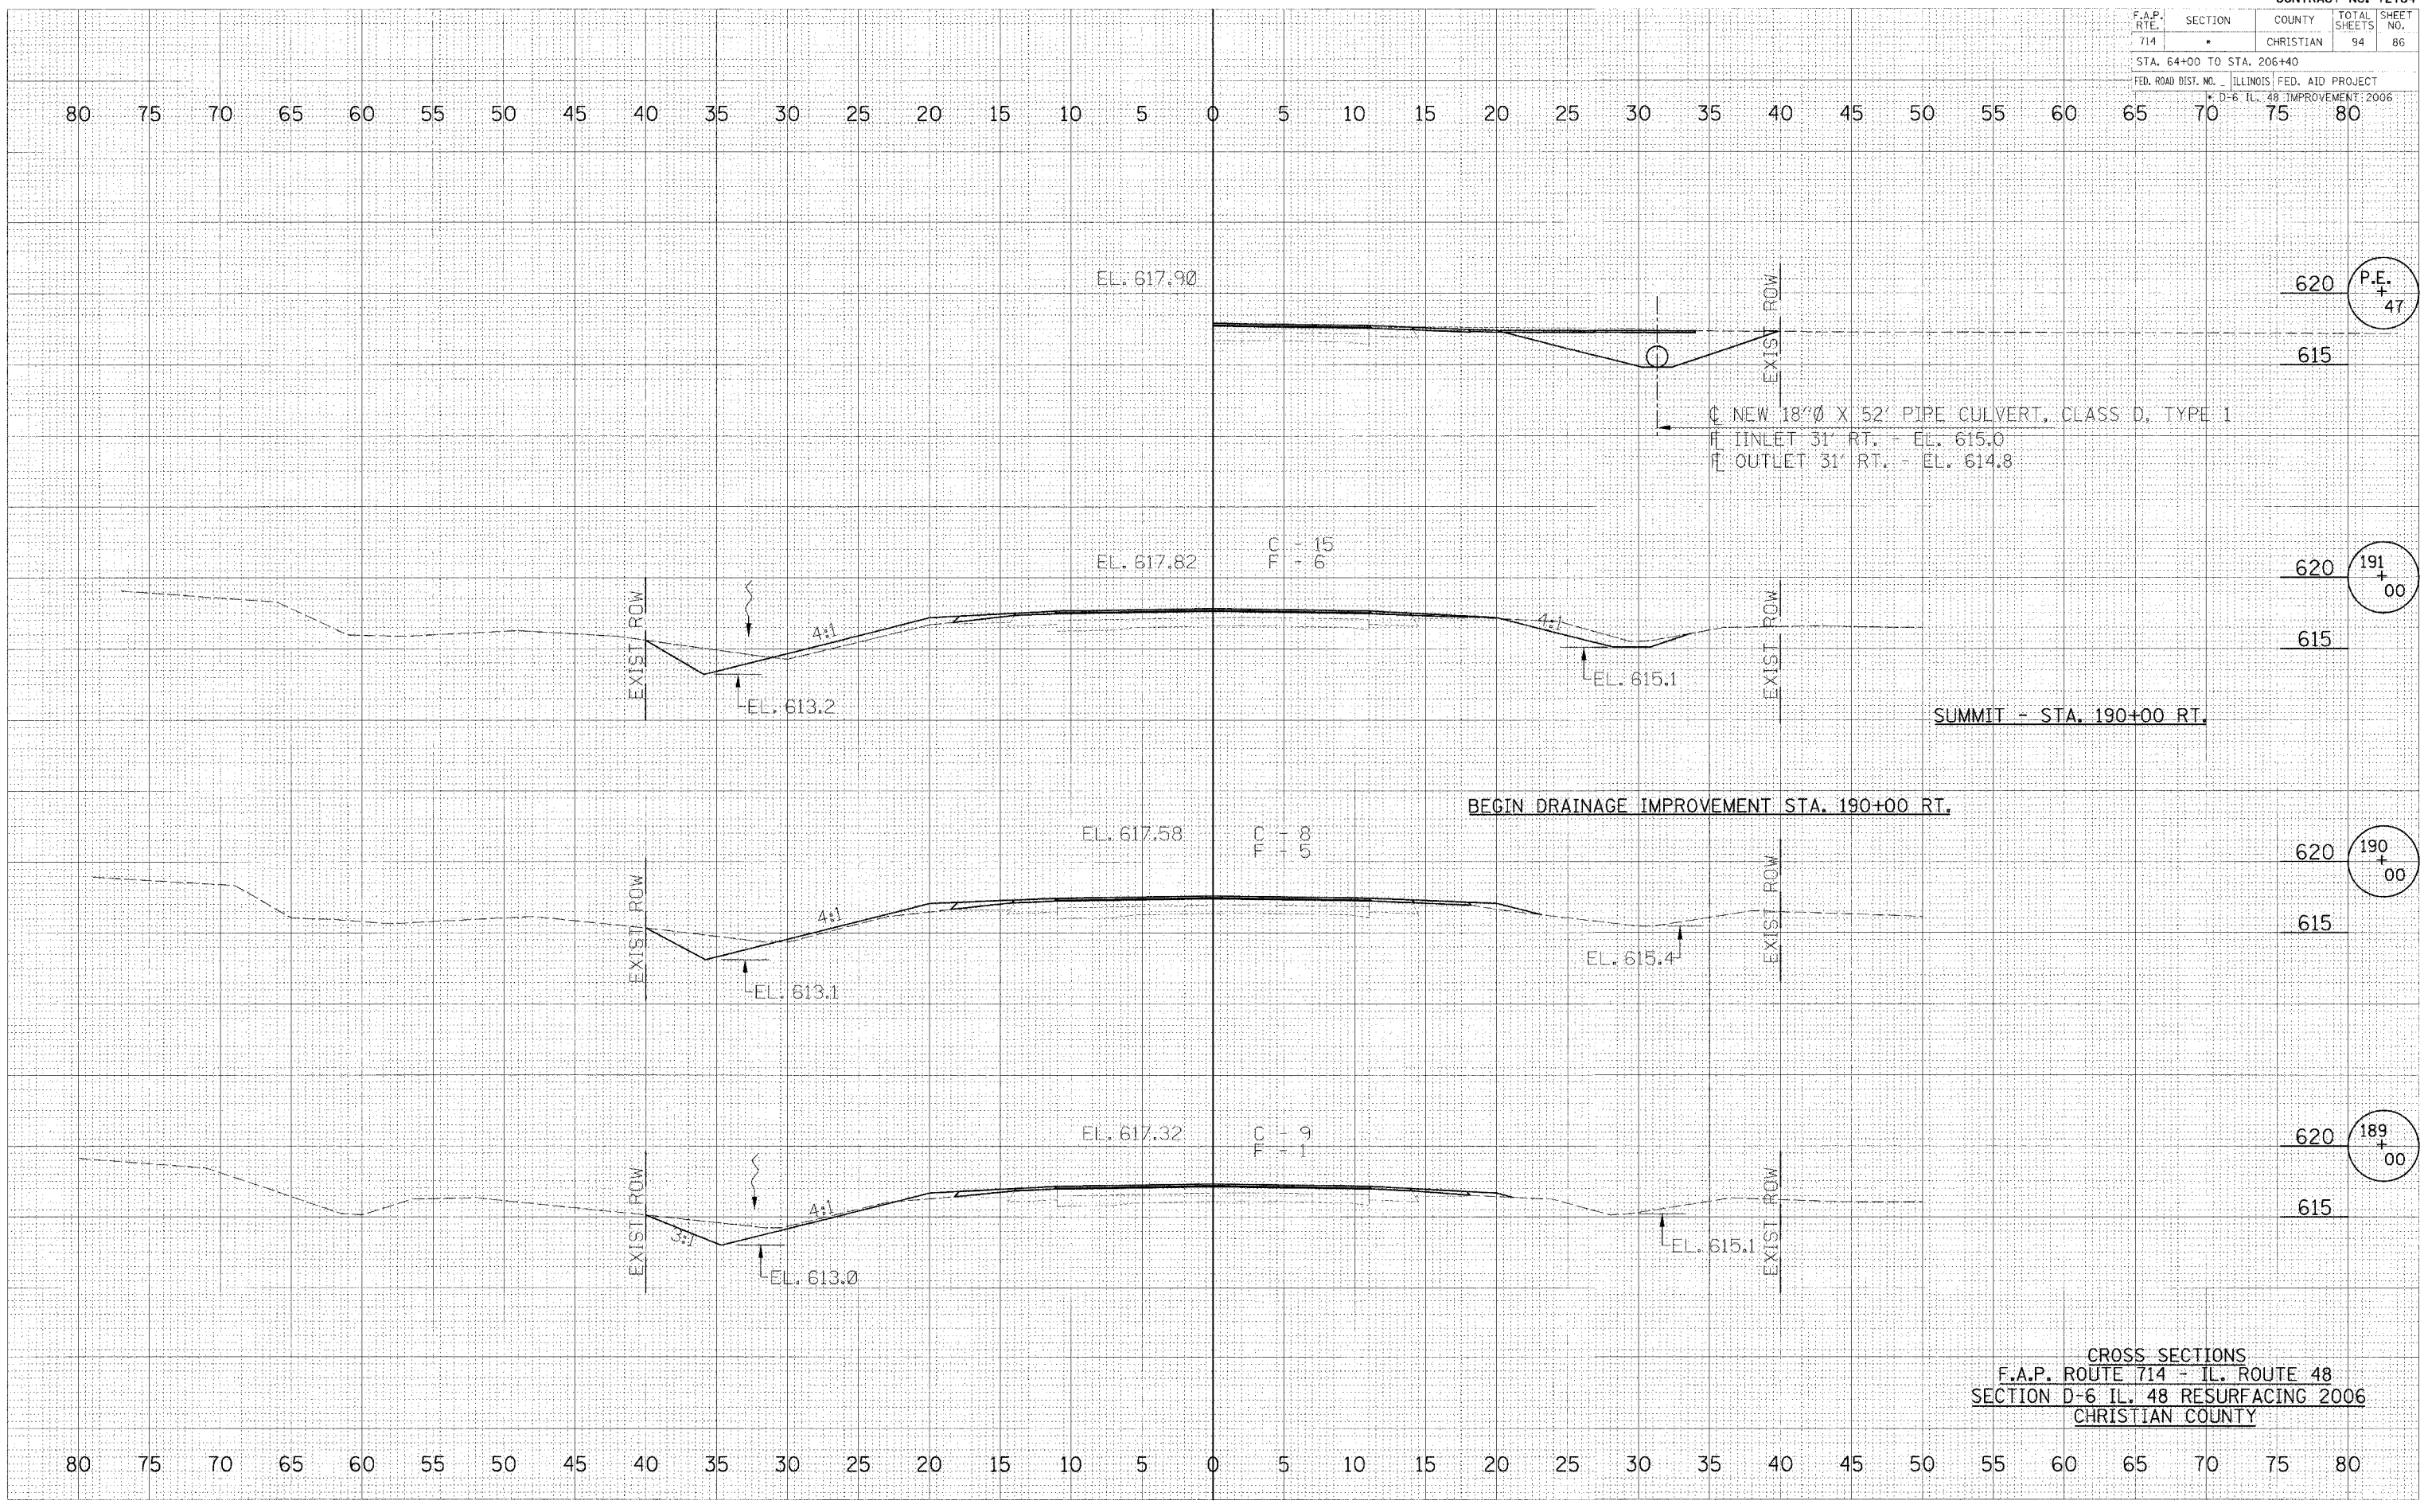 F.A.P. RTE. SECTION COUNTY TOTAL SHEETS SHEET NO.
714 * CHRISTIAN 94 86
STA. 64+00 TO STA. 206+40
FED. ROAD DIST. NO. _ ILLINOIS FED. AID PROJECT
* D-6 IL. 48 IMPROVEMENT 2006
80 75 70 65 60 55 50 45 40 35 30 25 20 15 10 5 0 5 10 15 20 25 30 35 40 45 50 55 60 65 70 75 80
EL. 617.90
EXIST ROW
620
P.E. + 47
615
℄ NEW 18"Ø X 52' PIPE CULVERT, CLASS D, TYPE 1
FL IINLET 31' RT. - EL. 615.0
FL OUTLET 31' RT. - EL. 614.8
C - 15
EL. 617.82 F - 6
620
191 + 00
EXIST ROW
4:1
4:1
EXIST ROW
615
EL. 613.2
EL. 615.1
SUMMIT - STA. 190+00 RT.
BEGIN DRAINAGE IMPROVEMENT STA. 190+00 RT.
EL. 617.58 C - 8
F - 5
620
190 + 00
EXIST ROW
4:1
EXIST ROW
615
EL. 615.4
EL. 613.1
EL. 617.32 C - 9
F - 1
620
189 + 00
EXIST ROW
4:1
3:1
EXIST ROW
615
EL. 615.1
EL. 613.0
CROSS SECTIONS
F.A.P. ROUTE 714 - IL. ROUTE 48
SECTION D-6 IL. 48 RESURFACING 2006
CHRISTIAN COUNTY
80 75 70 65 60 55 50 45 40 35 30 25 20 15 10 5 0 5 10 15 20 25 30 35 40 45 50 55 60 65 70 75 80